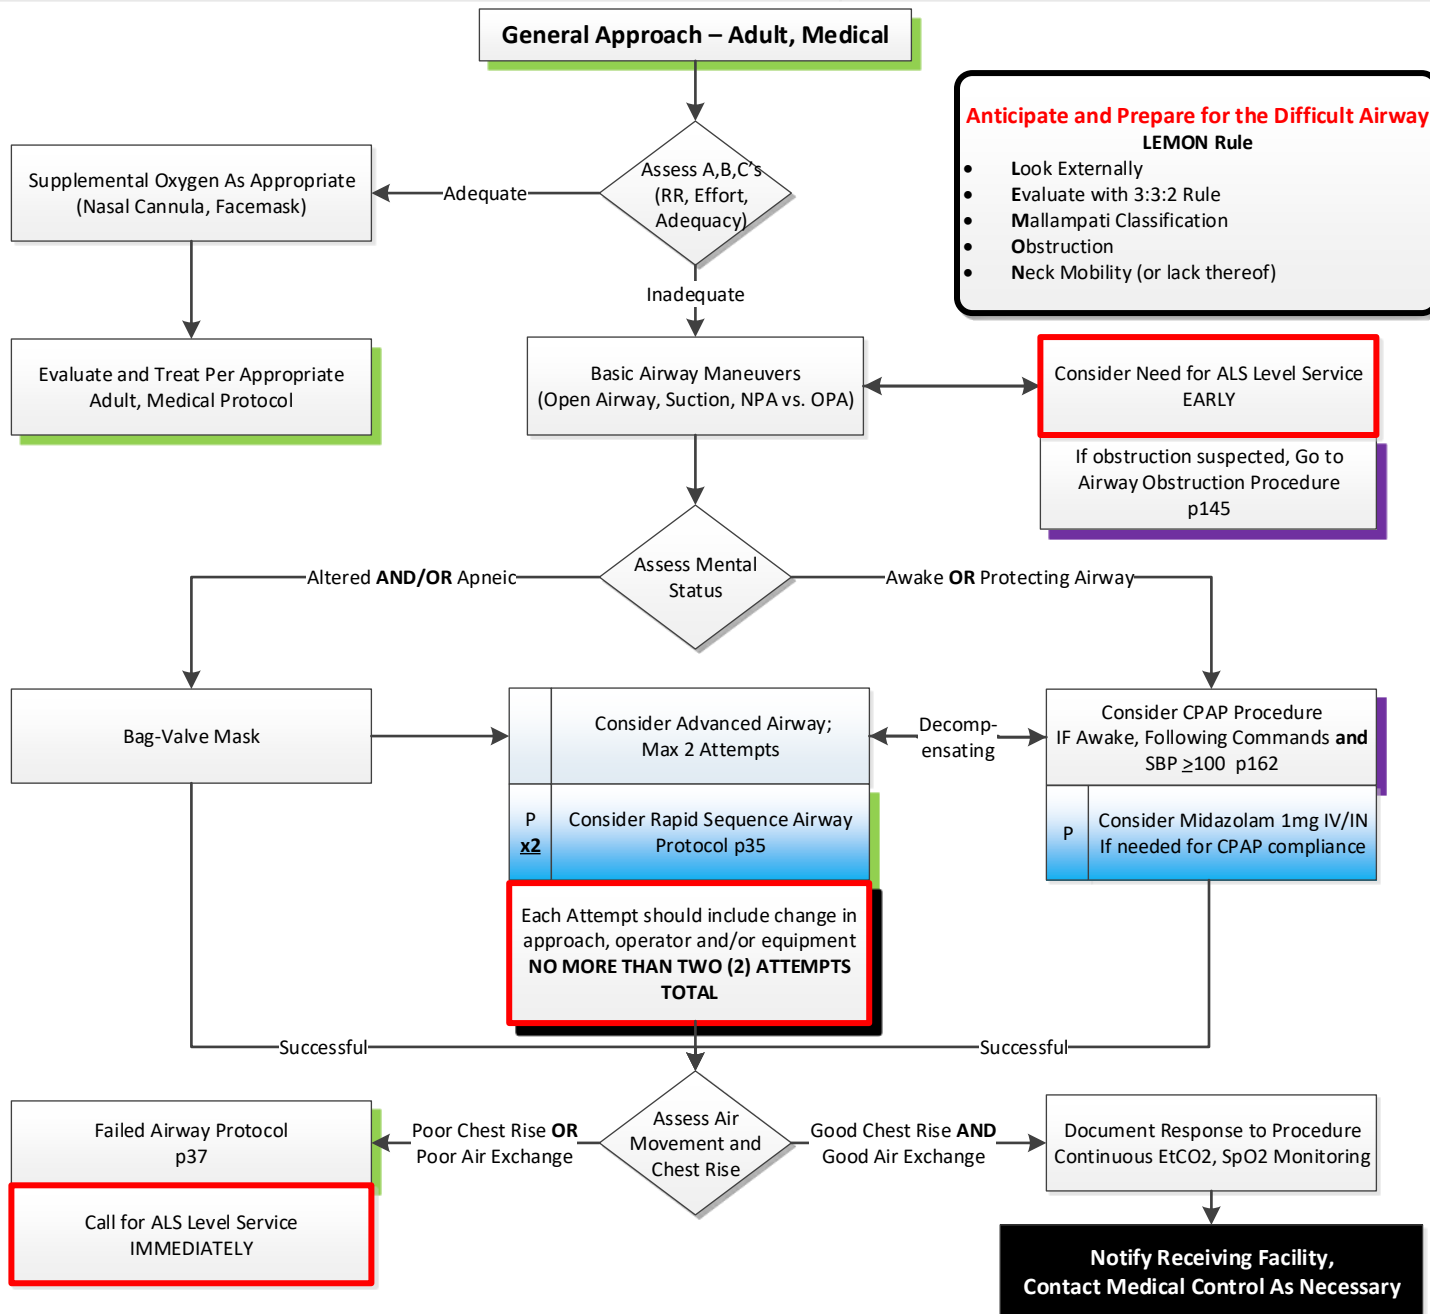 General Approach – Adult, Medical
Anticipate and Prepare for the Difficult Airway
LEMON Rule
• Look Externally
• Evaluate with 3:3:2 Rule
• Mallampati Classification
• Obstruction
• Neck Mobility (or lack thereof)
Assess A,B,C's
(RR, Effort,
Adequacy)
Adequate
Supplemental Oxygen As Appropriate
(Nasal Cannula, Facemask)
Evaluate and Treat Per Appropriate
Adult, Medical Protocol
Inadequate
Basic Airway Maneuvers
(Open Airway, Suction, NPA vs. OPA)
Consider Need for ALS Level Service
EARLY
If obstruction suspected, Go to
Airway Obstruction Procedure
p145
Assess Mental
Status
Altered AND/OR Apneic
Awake OR Protecting Airway
Bag-Valve Mask
Consider Advanced Airway;
Max 2 Attempts
P
x2
Consider Rapid Sequence Airway
Protocol p35
Each Attempt should include change in
approach, operator and/or equipment
NO MORE THAN TWO (2) ATTEMPTS
TOTAL
Decomp-
ensating
Consider CPAP Procedure
IF Awake, Following Commands and
SBP ≥100 p162
P
Consider Midazolam 1mg IV/IN
If needed for CPAP compliance
Successful
Successful
Assess Air
Movement and
Chest Rise
Poor Chest Rise OR
Poor Air Exchange
Failed Airway Protocol
p37
Call for ALS Level Service
IMMEDIATELY
Good Chest Rise AND
Good Air Exchange
Document Response to Procedure
Continuous EtCO2, SpO2 Monitoring
Notify Receiving Facility,
Contact Medical Control As Necessary